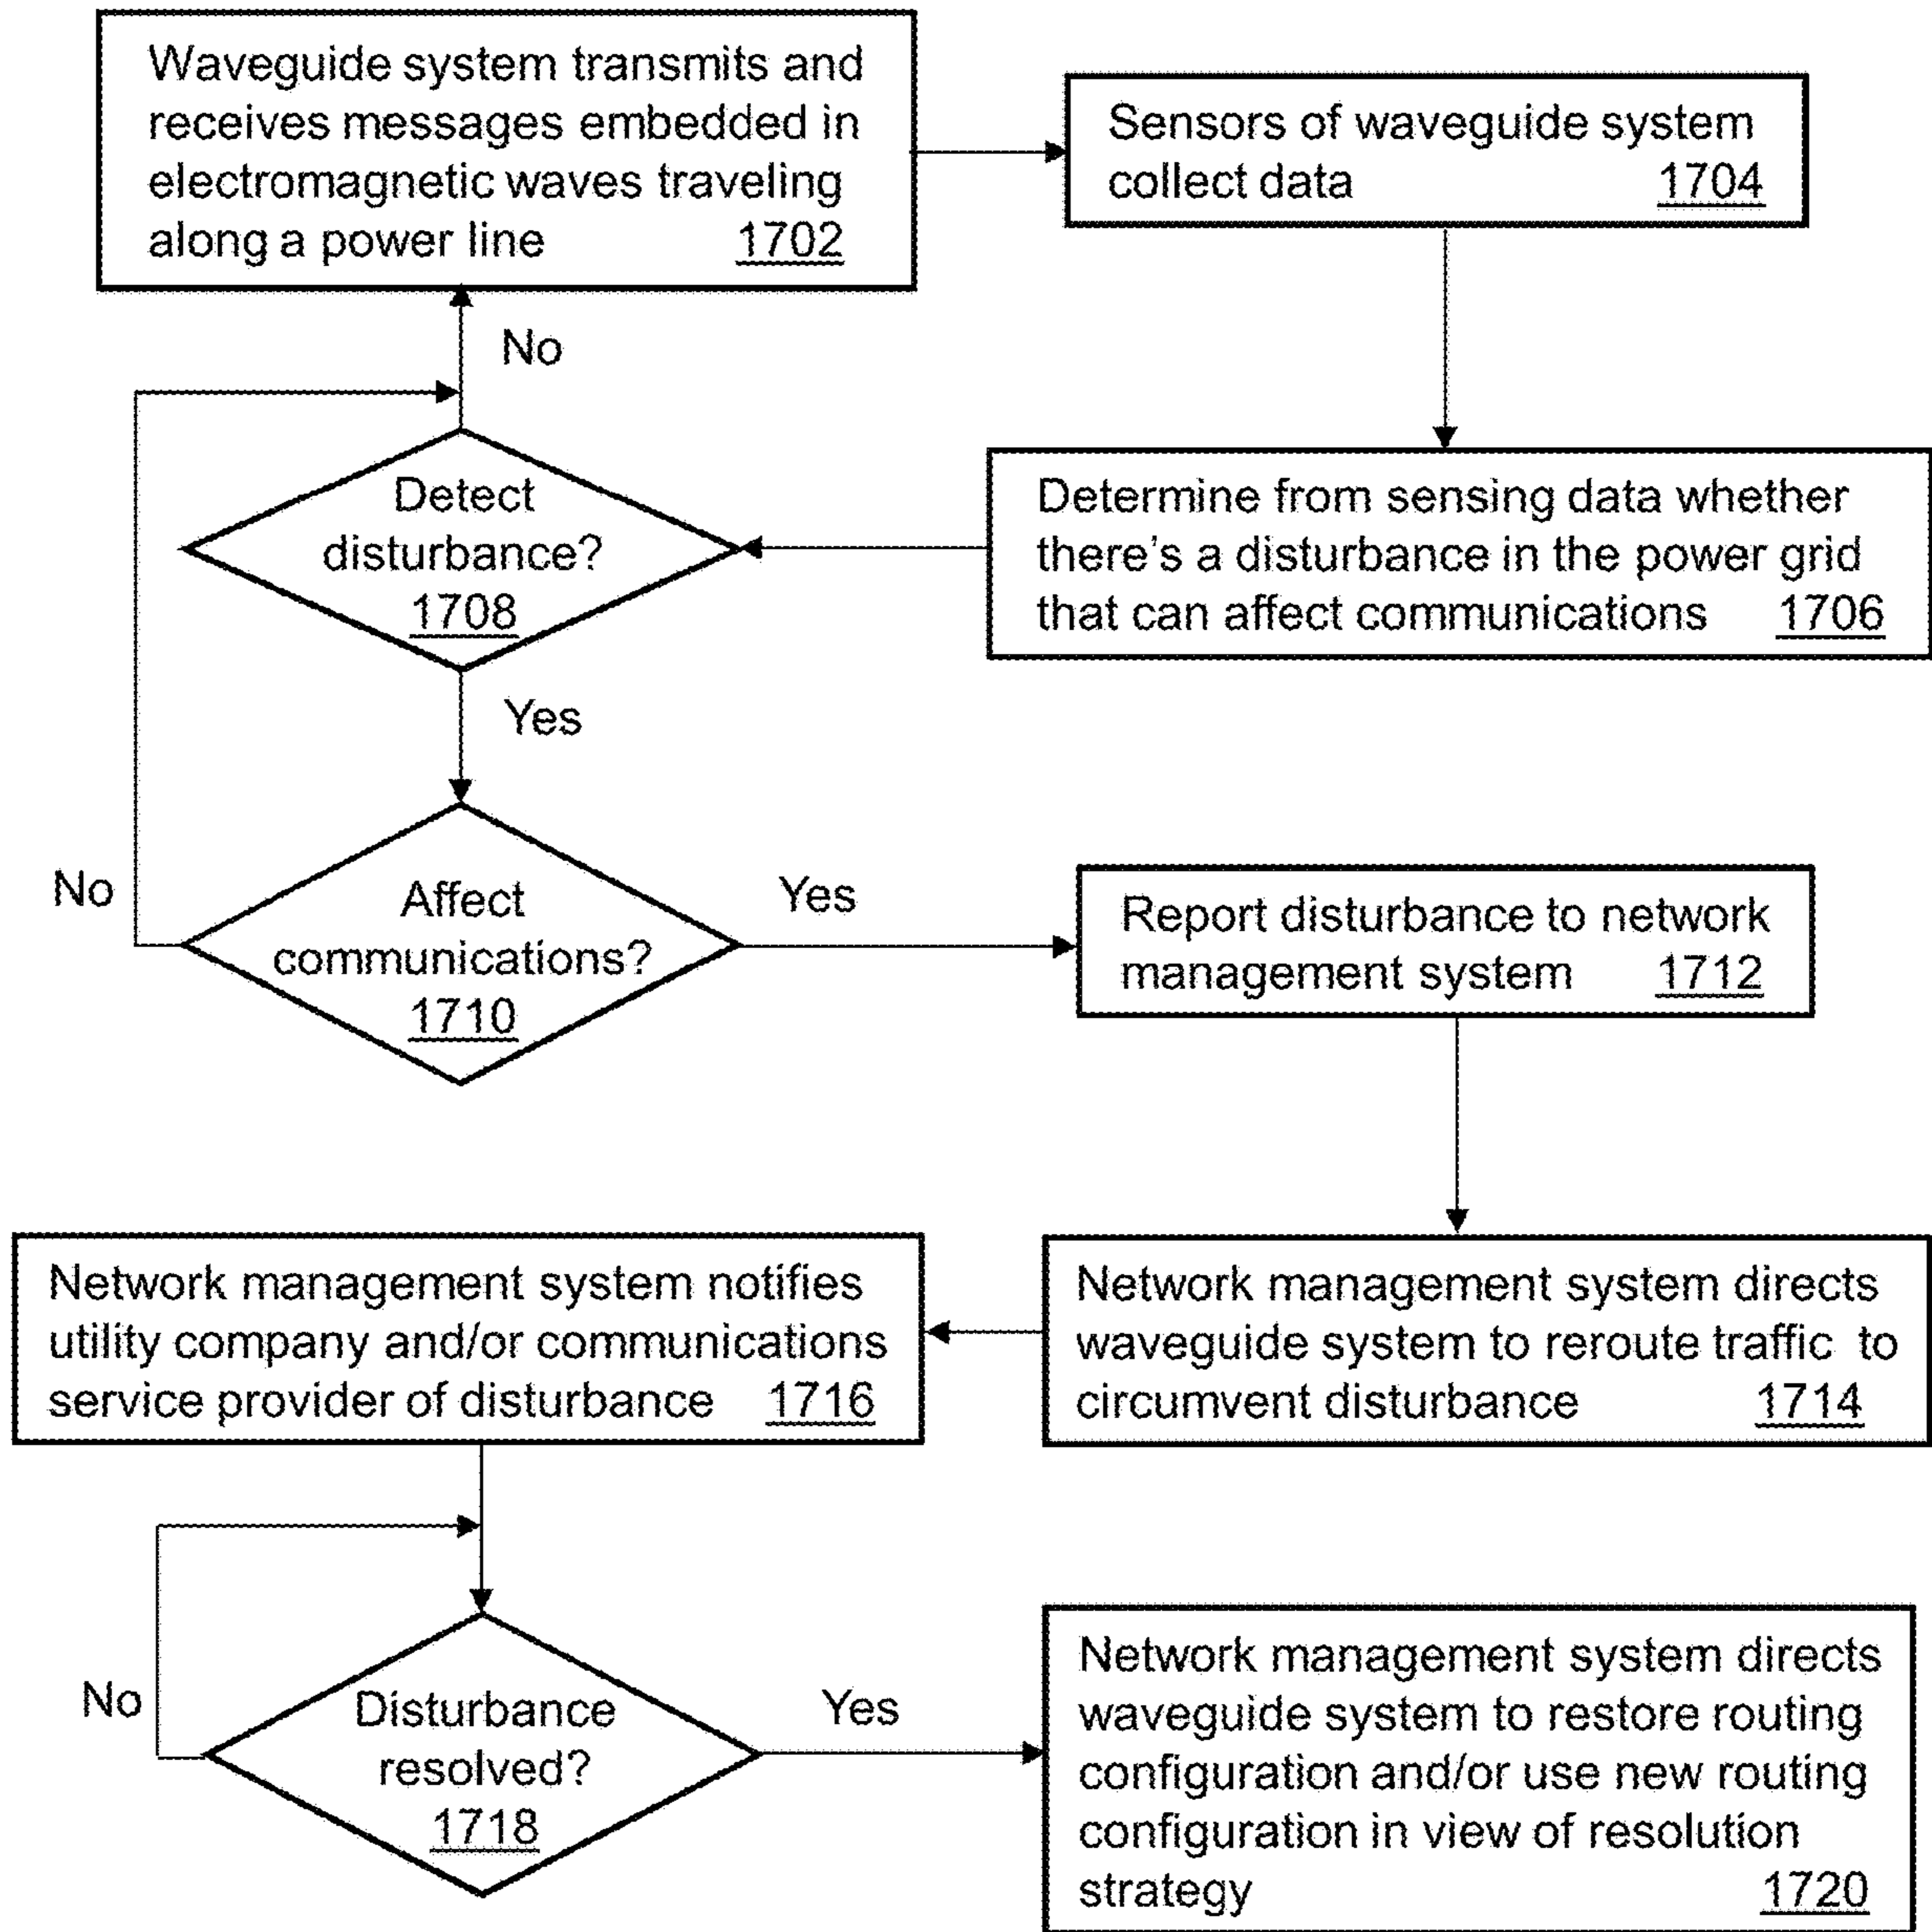 Waveguide system transmits and
receives messages embedded in
electromagnetic waves traveling
along a power line 1702
Sensors of waveguide system
collect data 1704
No
Detect
disturbance?
1708
Determine from sensing data whether
there's a disturbance in the power grid
that can affect communications 1706
Yes
No
Affect
communications?
1710
Yes
Report disturbance to network
management system 1712
Network management system notifies
utility company and/or communications
service provider of disturbance 1716
Network management system directs
waveguide system to reroute traffic to
circumvent disturbance 1714
No
Disturbance
resolved?
1718
Yes
Network management system directs
waveguide system to restore routing
configuration and/or use new routing
configuration in view of resolution
strategy 1720